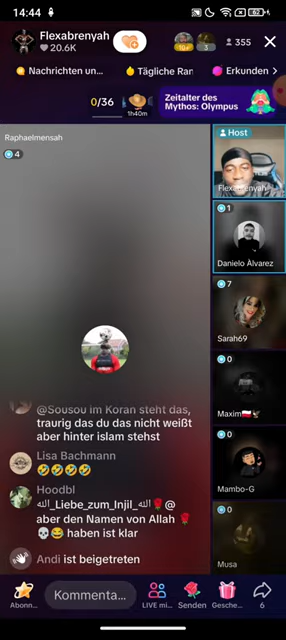 14:44
62
Flexabrenyah
20.6K
10+
3
355
Nachrichten un...
Tägliche Ran
Erkunden
0/36
1h40m
Zeitalter des
Mythos: Olympus
Raphaelmensah
4
Host
Flexabrenyah
1
Danielo Àlvarez
7
Sarah69
0
Maxim🇵🇱🦅
0
Mambo-G
0
Musa
@Sousou im Koran steht das,
traurig das du das nicht weißt
aber hinter islam stehst
Lisa Bachmann
🤣🤣🤣🤣
Hoodbl
الله_Liebe_zum_Injil_الله🌹@
aber den Namen von Allah 🌹
💀😂 haben ist klar
Andi ist beigetreten
Abonn...
Kommenta...
LIVE mi...
Senden
Gesche...
6